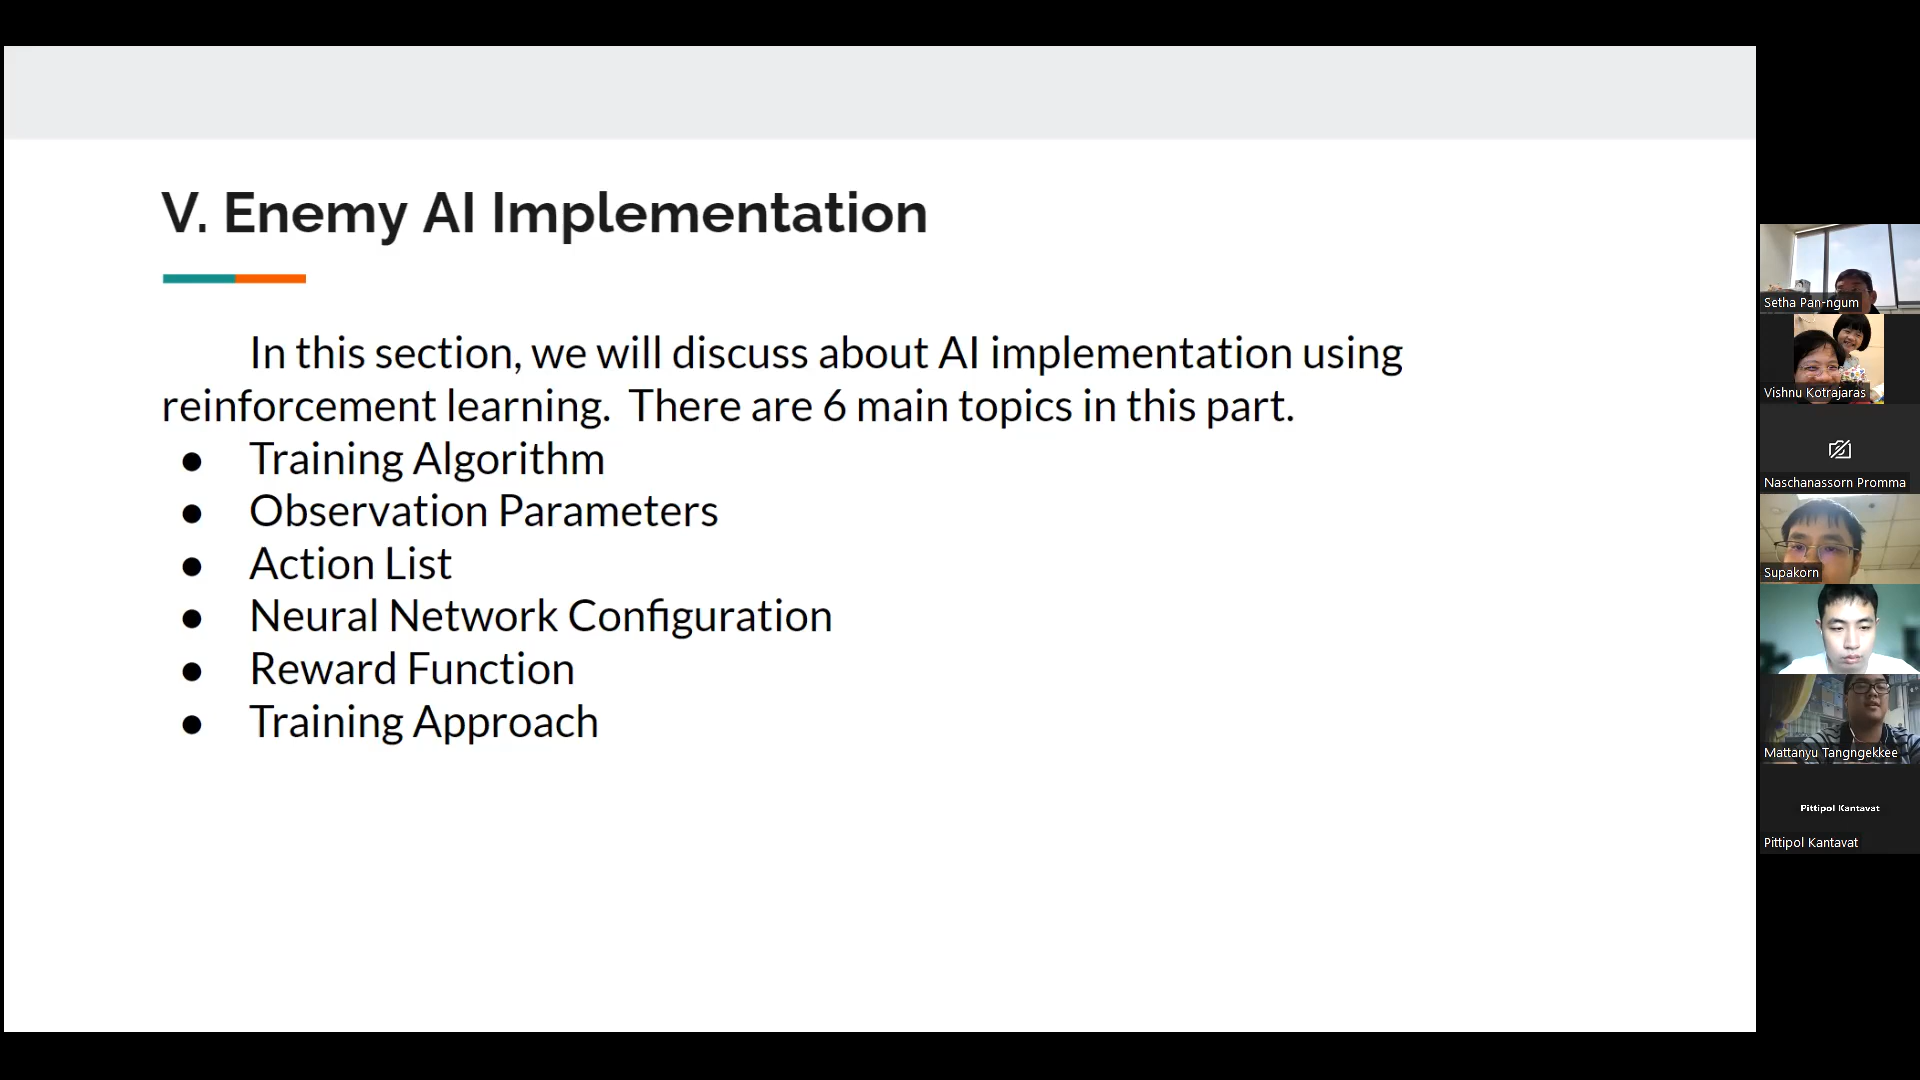 V. Enemy AI Implementation
In this section, we will discuss about AI implementation using
reinforcement learning.  There are 6 main topics in this part.
● Training Algorithm
● Observation Parameters
● Action List
● Neural Network Configuration
● Reward Function
● Training Approach
Setha Pan-ngum
Vishnu Kotrajaras
Naschanassorn Promma
Supakorn
Mattanyu Tangngekkee
Pittipol Kantavat
Pittipol Kantavat